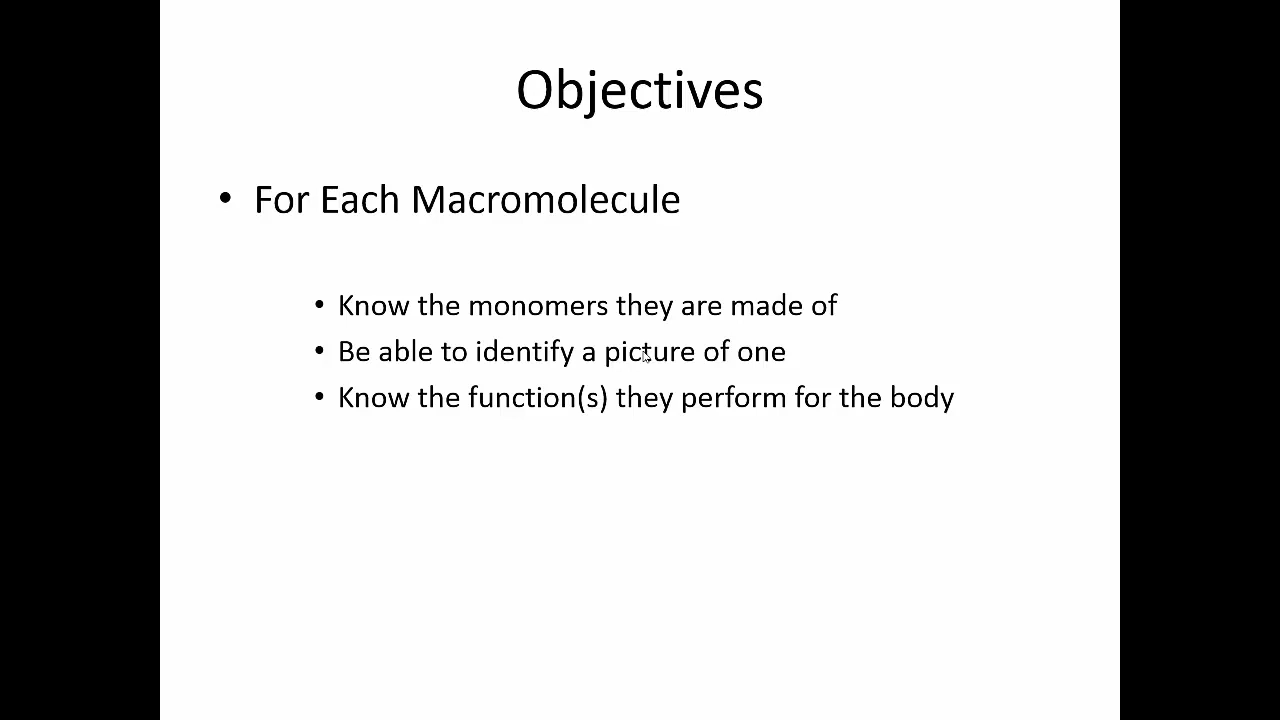 Objectives
• For Each Macromolecule
• Know the monomers they are made of
• Be able to identify a picture of one
• Know the function(s) they perform for the body